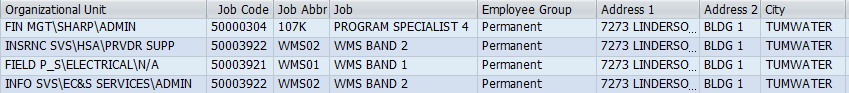 Organizational Unit Job Code Job Abbr Job Employee Group Address 1 Address 2 City
FIN MGT\SHARP\ADMIN 50000304 107K PROGRAM SPECIALIST 4 Permanent 7273 LINDERSO... BLDG 1 TUMWATER
INSRNC SVS\HSA\PRVDR SUPP 50003922 WMS02 WMS BAND 2 Permanent 7273 LINDERSO... BLDG 1 TUMWATER
FIELD P_S\ELECTRICAL\N/A 50003921 WMS01 WMS BAND 1 Permanent 7273 LINDERSO... BLDG 1 TUMWATER
INFO SVS\EC&S SERVICES\ADMIN 50003922 WMS02 WMS BAND 2 Permanent 7273 LINDERSO... BLDG 1 TUMWATER